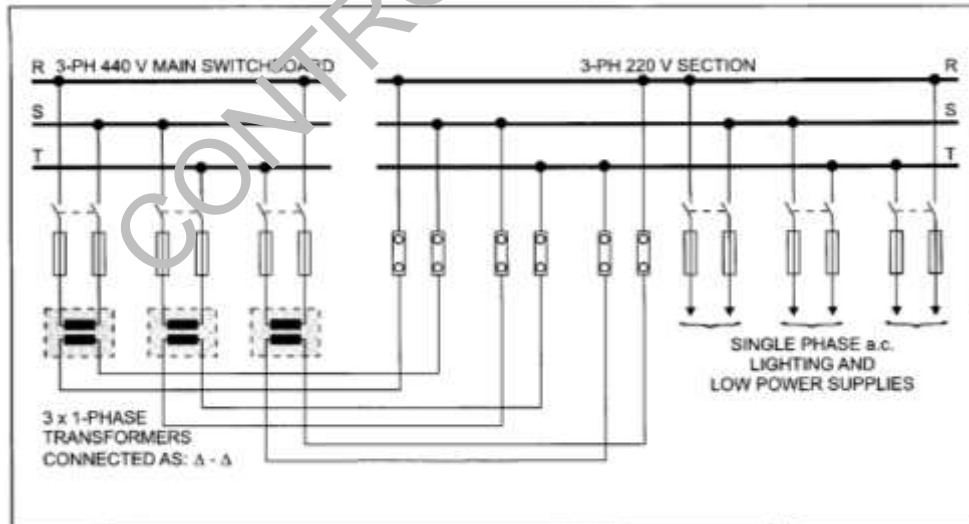 CONTRO
R 3-PH 440 V MAIN SWITCHBOARD
3-PH 220 V SECTION R
S
S
T
T
SINGLE PHASE a.c.
LIGHTING AND
LOW POWER SUPPLIES
3 x 1-PHASE
TRANSFORMERS
CONNECTED AS: Δ - Δ